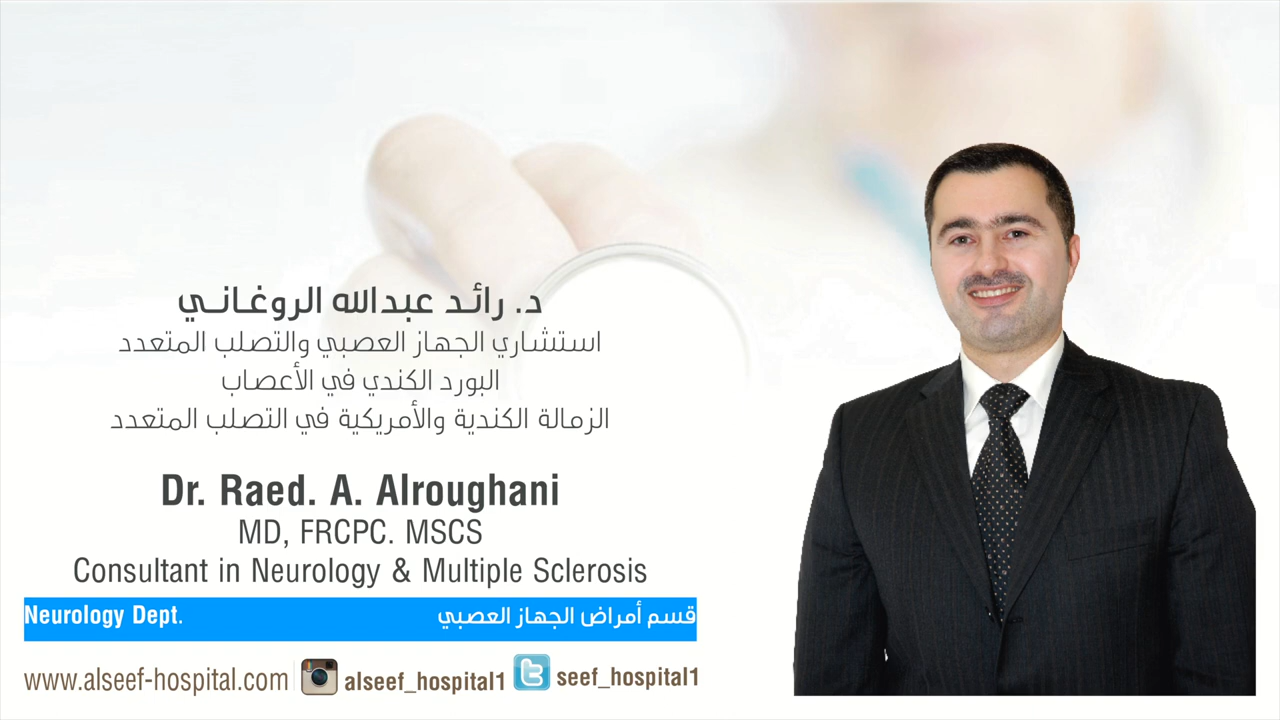 د. رائد عبدالله الروغاني
استشاري الجهاز العصبي والتصلب المتعدد
البورد الكندي في الأعصاب
الزمالة الكندية والأمريكية في التصلب المتعدد
Dr. Raed. A. Alroughani
MD, FRCPC. MSCS
Consultant in Neurology & Multiple Sclerosis
Neurology Dept. قسم أمراض الجهاز العصبي
www.alseef-hospital.com alseef_hospital1 seef_hospital1